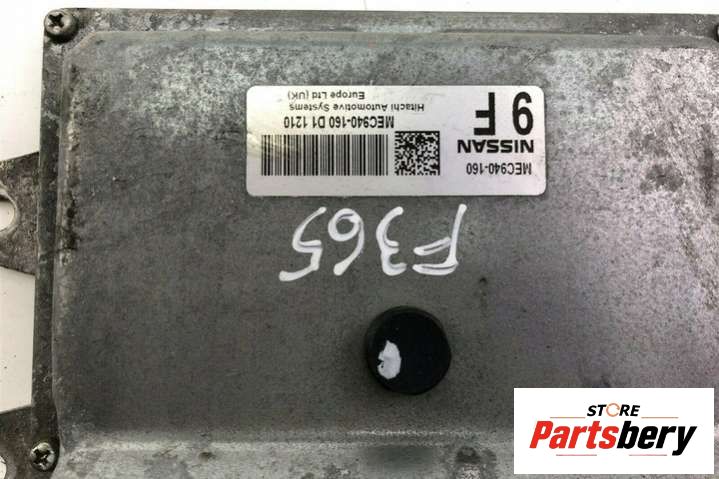 MEC940-160
NISSAN
9 F
MEC940-160 D1 1210
Hitachi Automotive Systems
Europe Ltd (UK)
F365
STORE
Partsbery